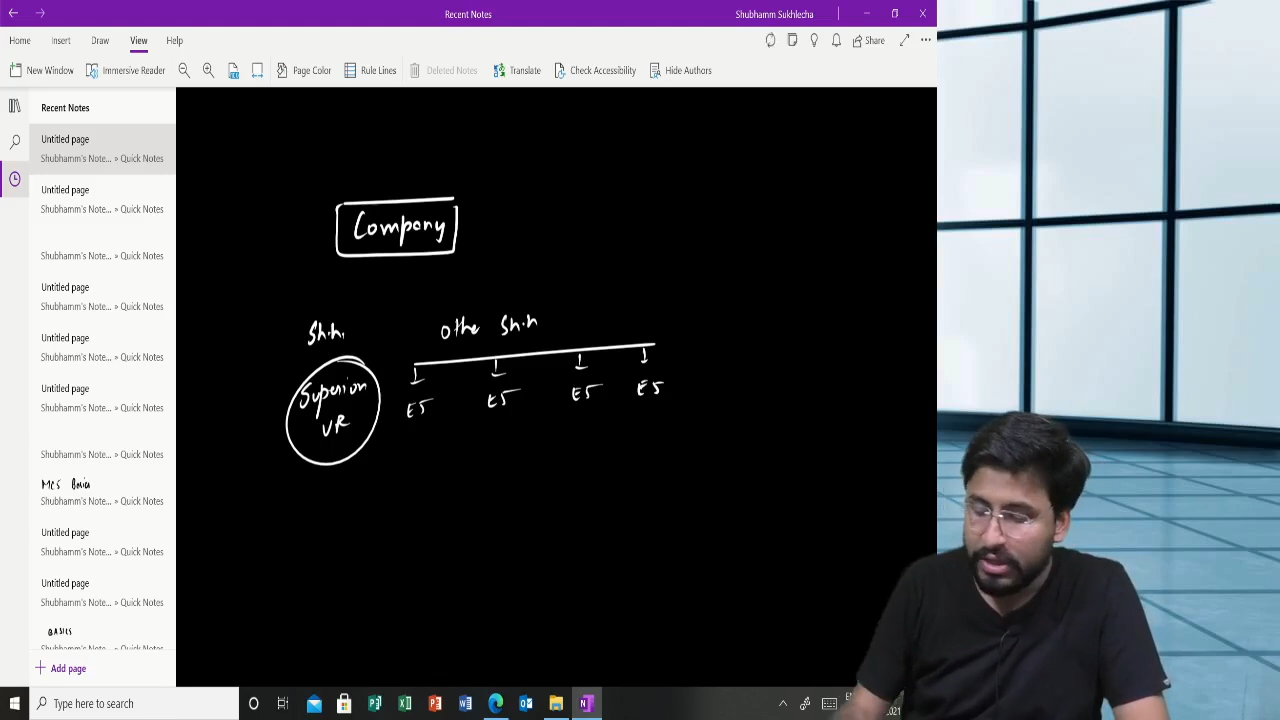 Recent Notes
Shubhamm Sukhlecha
Home Insert Draw View Help
Share
New Window Immersive Reader Page Color Rule Lines Deleted Notes Translate Check Accessibility Hide Authors
Recent Notes
Untitled page
Shubhamm's Note... » Quick Notes
Untitled page
Shubhamm's Note... » Quick Notes
Shubhamm's Note... » Quick Notes
Untitled page
Shubhamm's Note... » Quick Notes
Untitled page
Shubhamm's Note... » Quick Notes
Untitled page
Shubhamm's Note... » Quick Notes
Shubhamm's Note... » Quick Notes
Shubhamm's Note... » Quick Notes
Untitled page
Shubhamm's Note... » Quick Notes
Untitled page
Shubhamm's Note... » Quick Notes
BASICS
Shubhamm's Note... » Quick Notes
Add page
Company
Sh.h. Othe Sh.h
Superior
VR
ES ES ES ES
Type here to search